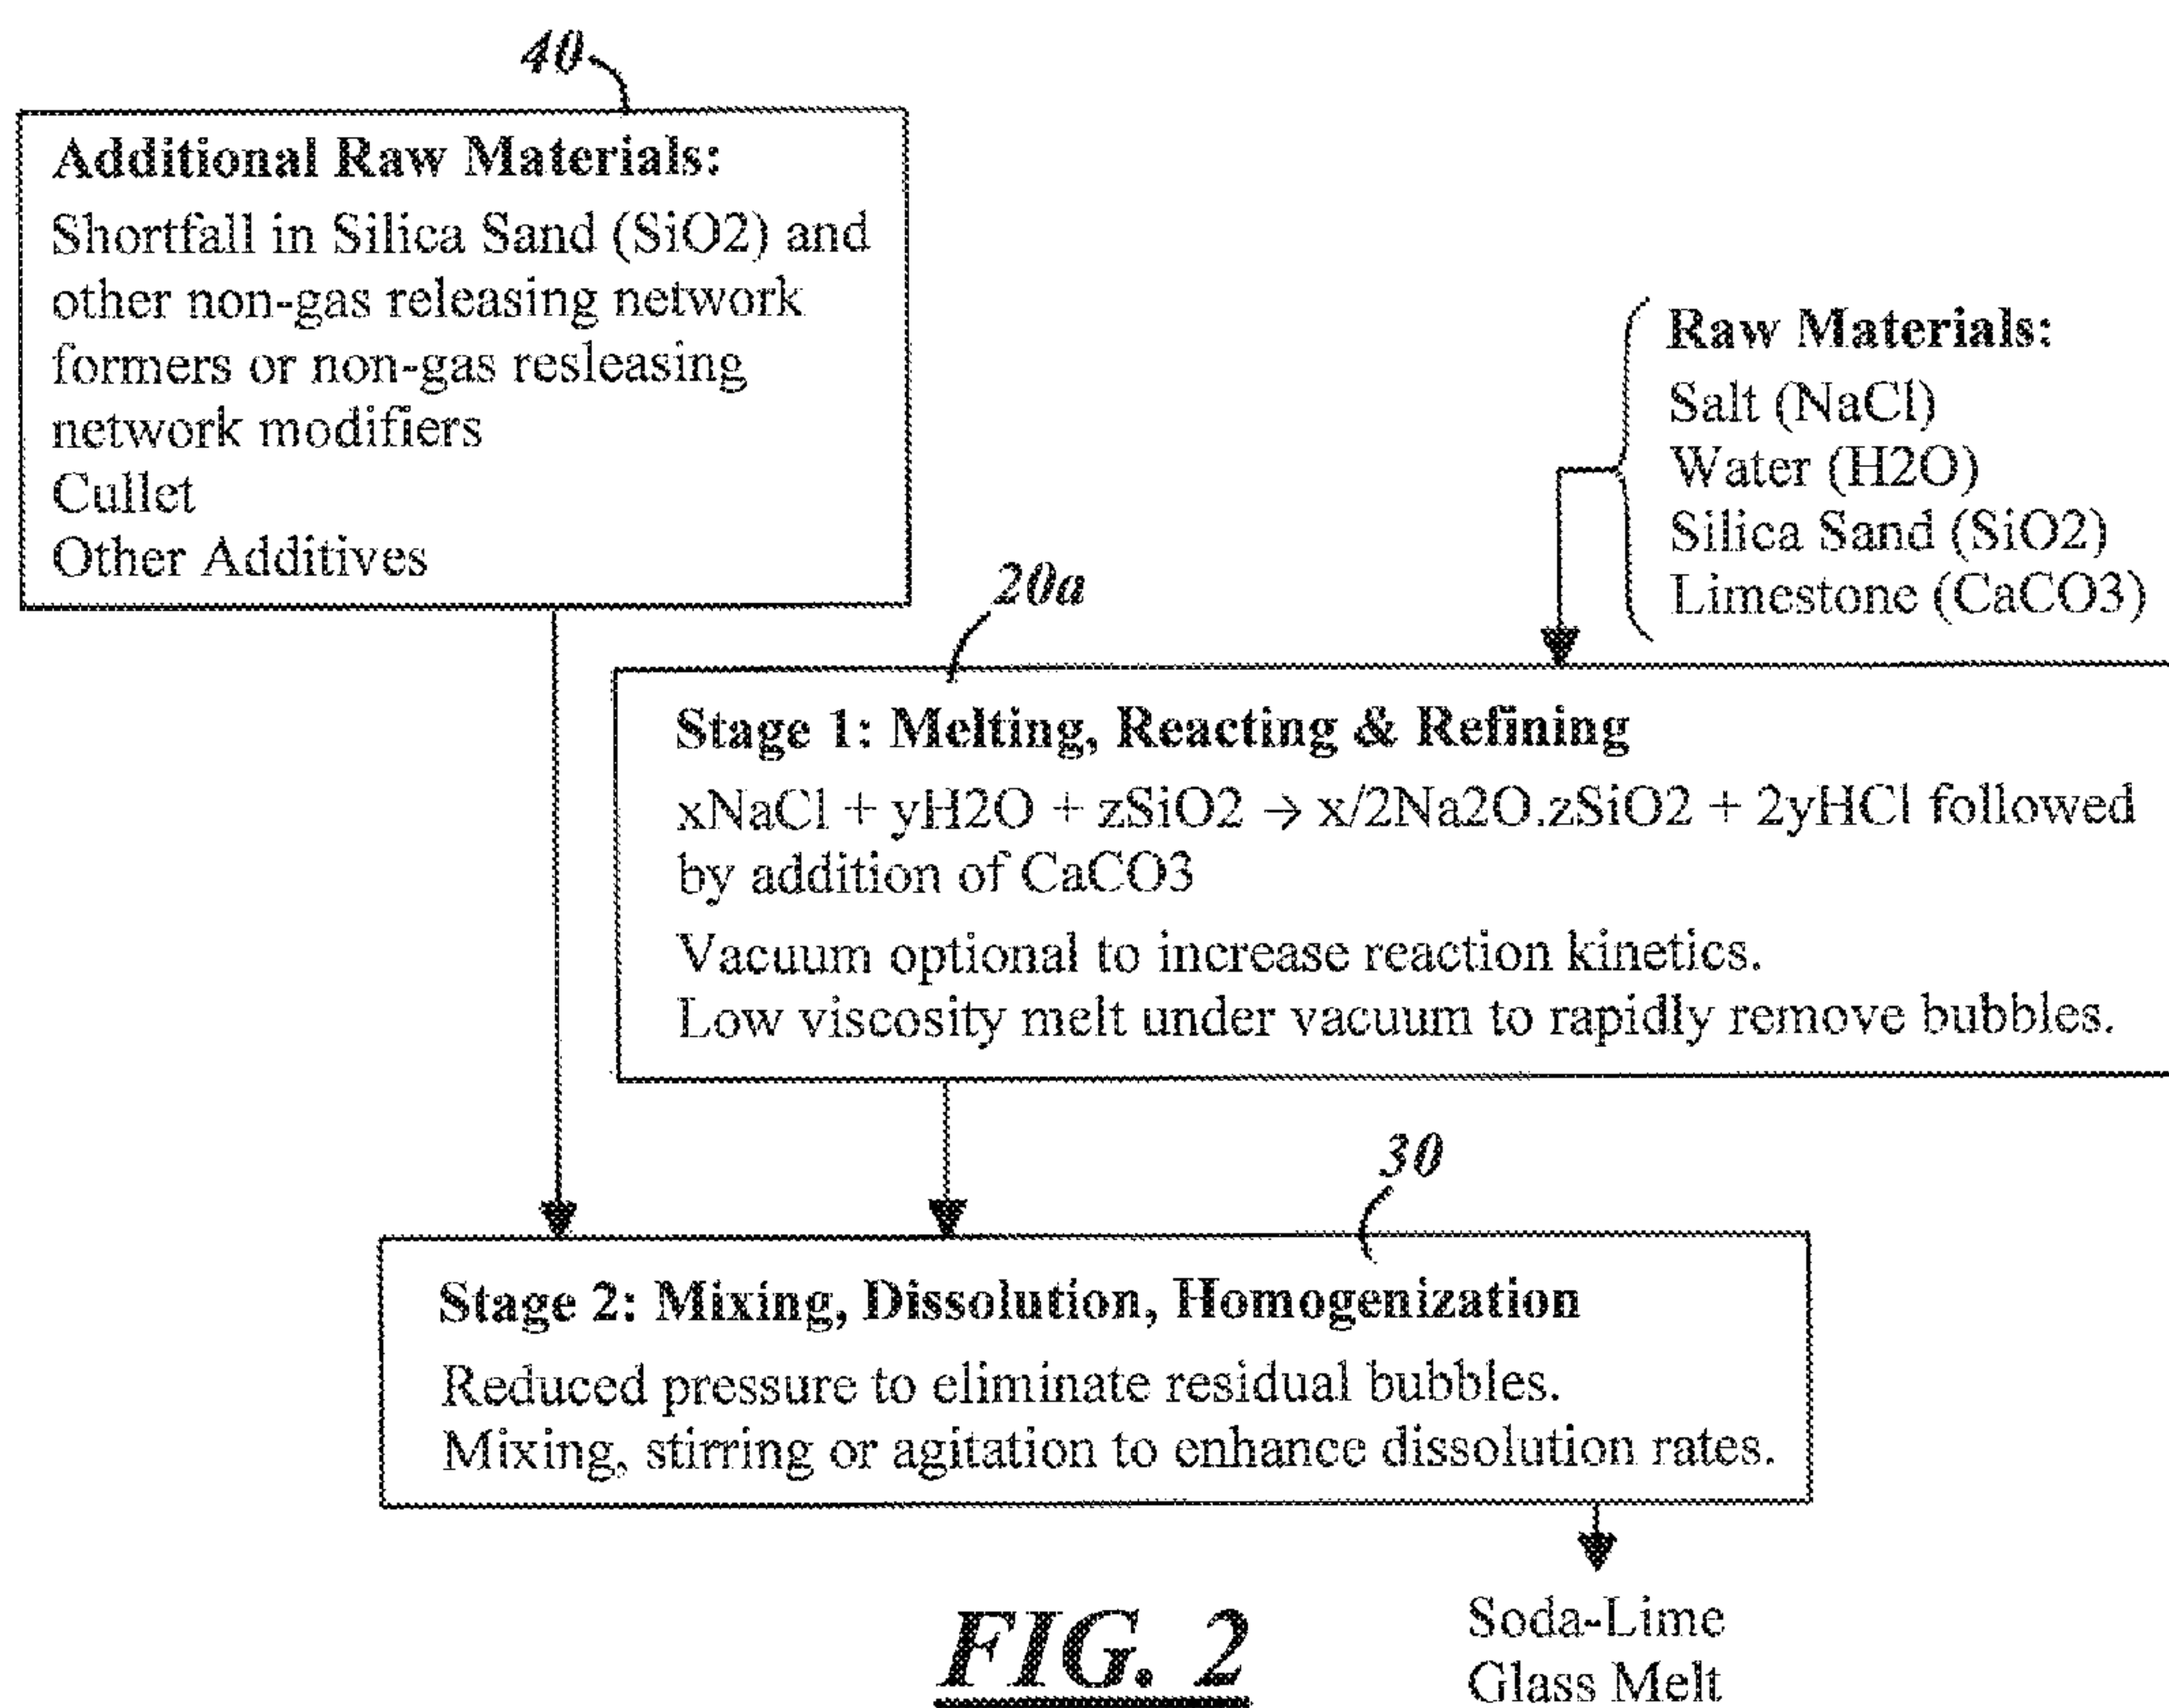 40
Additional Raw Materials:
Shortfall in Silica Sand (SiO2) and
other non-gas releasing network
formers or non-gas resleasing
network modifiers
Cullet
Other Additives
Raw Materials:
Salt (NaCl)
Water (H2O)
Silica Sand (SiO2)
Limestone (CaCO3)
20a
Stage 1: Melting, Reacting & Refining
xNaCl + yH2O + zSiO2 → x/2Na2O.zSiO2 + 2yHCl followed
by addition of CaCO3
Vacuum optional to increase reaction kinetics.
Low viscosity melt under vacuum to rapidly remove bubbles.
30
Stage 2: Mixing, Dissolution, Homogenization
Reduced pressure to eliminate residual bubbles.
Mixing, stirring or agitation to enhance dissolution rates.
Soda-Lime
Glass Melt
FIG. 2